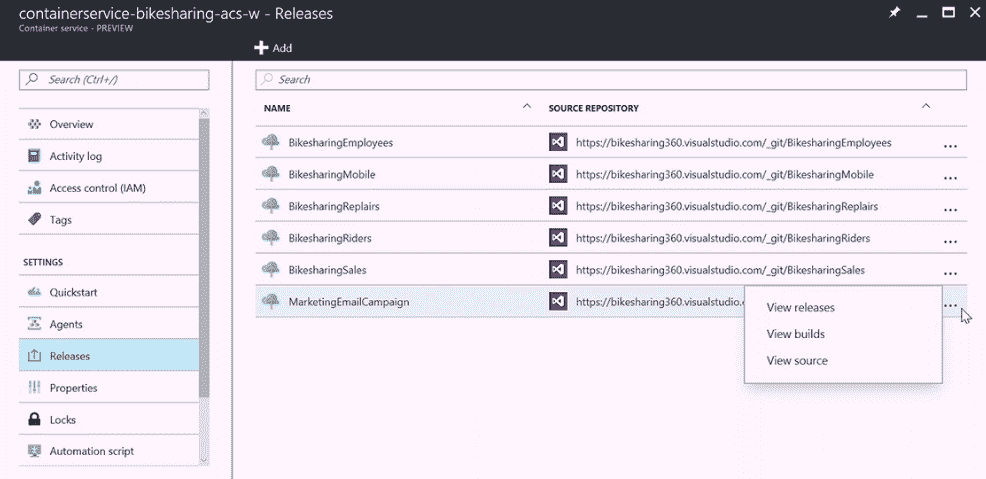 containerservice-bikesharing-acs-w - Releases
Container service - PREVIEW
Add
Search (Ctrl+/)
Search
NAME
SOURCE REPOSITORY
Overview
Activity log
Access control (IAM)
Tags
SETTINGS
Quickstart
Agents
Releases
Properties
Locks
Automation script
BikesharingEmployees https://bikesharing360.visualstudio.com/_git/BikesharingEmployees ...
BikesharingMobile https://bikesharing360.visualstudio.com/_git/BikesharingMobile ...
BikesharingReplairs https://bikesharing360.visualstudio.com/_git/BikesharingReplairs ...
BikesharingRiders https://bikesharing360.visualstudio.com/_git/BikesharingRiders ...
BikesharingSales https://bikesharing360.visualstudio.com/_git/BikesharingSales ...
MarketingEmailCampaign https://bikesharing360.visualstudio. ...
View releases
View builds
View source